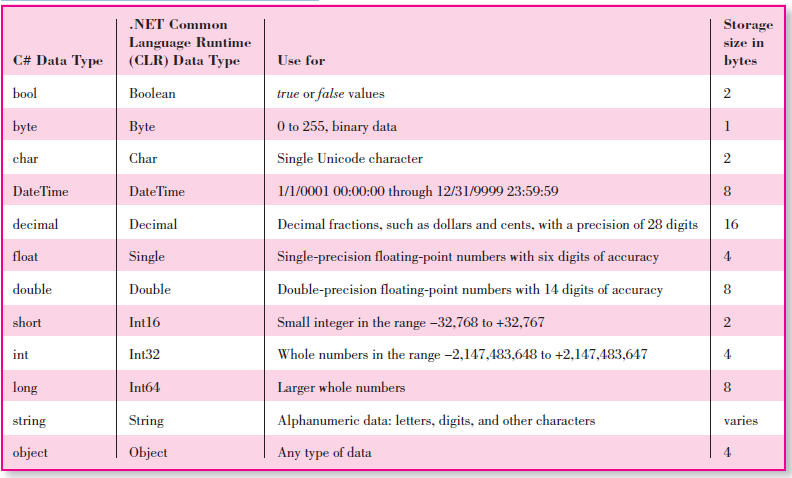 C# Data Type .NET Common Language Runtime (CLR) Data Type Use for Storage size in bytes
bool Boolean true or false values 2
byte Byte 0 to 255, binary data 1
char Char Single Unicode character 2
DateTime DateTime 1/1/0001 00:00:00 through 12/31/9999 23:59:59 8
decimal Decimal Decimal fractions, such as dollars and cents, with a precision of 28 digits 16
float Single Single-precision floating-point numbers with six digits of accuracy 4
double Double Double-precision floating-point numbers with 14 digits of accuracy 8
short Int16 Small integer in the range −32,768 to +32,767 2
int Int32 Whole numbers in the range −2,147,483,648 to +2,147,483,647 4
long Int64 Larger whole numbers 8
string String Alphanumeric data: letters, digits, and other characters varies
object Object Any type of data 4